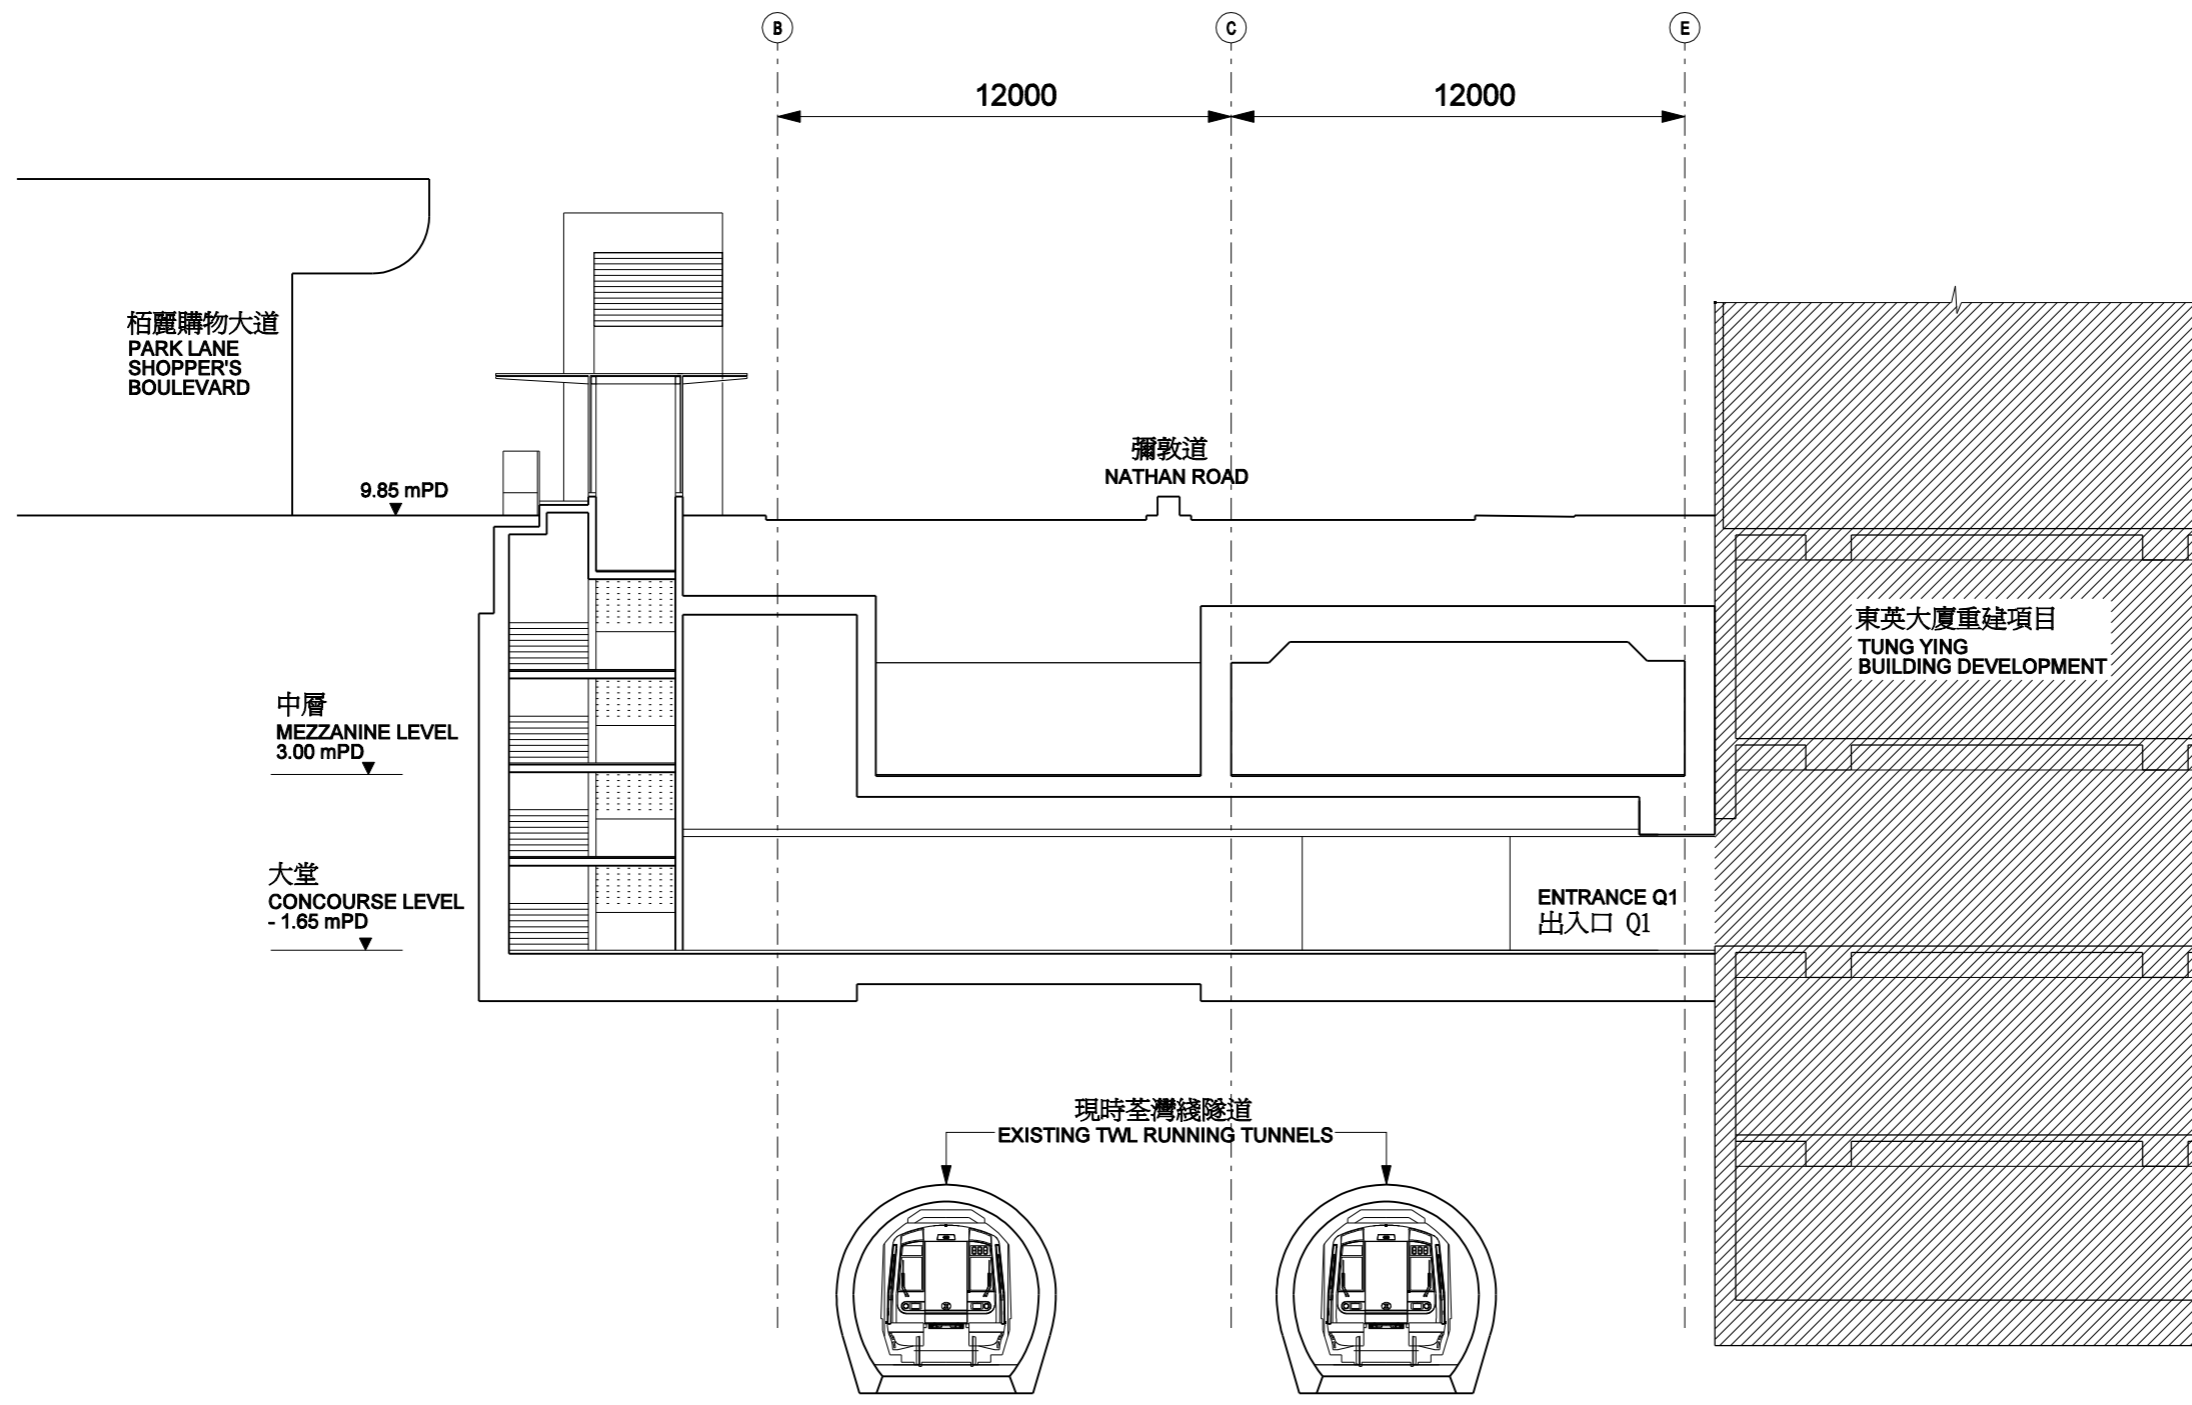 B
C
E
12000
12000
栢麗購物大道
PARK LANE
SHOPPER'S
BOULEVARD
9.85 mPD
彌敦道
NATHAN ROAD
東英大廈重建項目
TUNG YING
BUILDING DEVELOPMENT
中層
MEZZANINE LEVEL
3.00 mPD
大堂
CONCOURSE LEVEL
- 1.65 mPD
ENTRANCE Q1
出入口 Q1
現時荃灣綫隧道
EXISTING TWL RUNNING TUNNELS